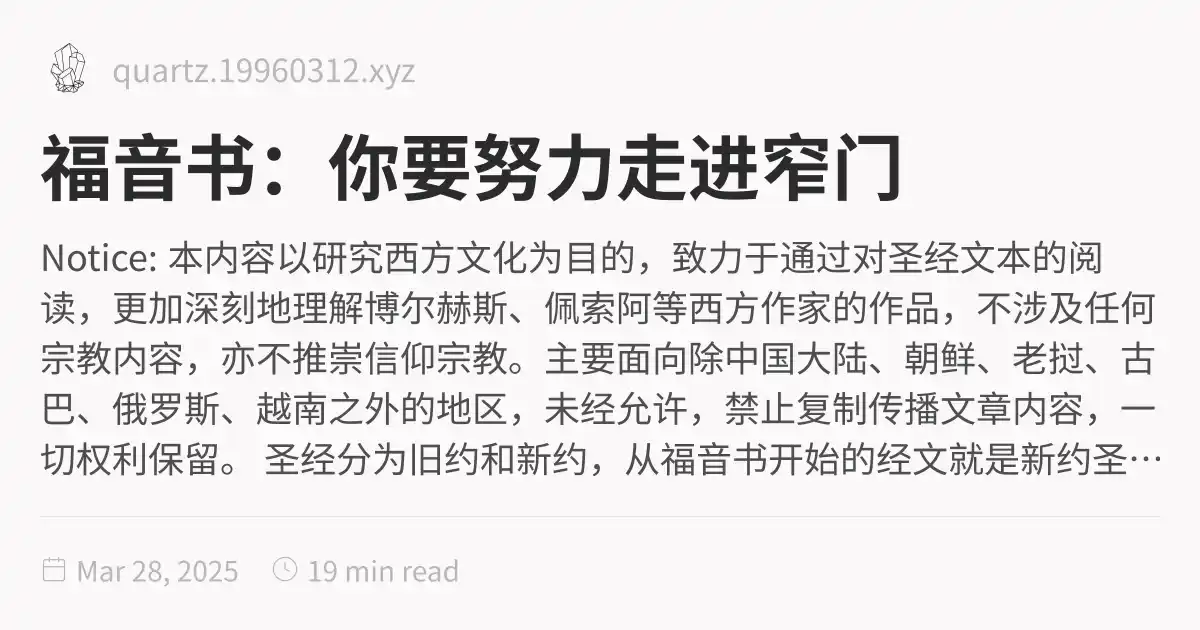 quartz.19960312.xyz
福音书：你要努力走进窄门
Notice: 本内容以研究西方文化为目的，致力于通过对圣经文本的阅
读，更加深刻地理解博尔赫斯、佩索阿等西方作家的作品，不涉及任何
宗教内容，亦不推崇信仰宗教。主要面向除中国大陆、朝鲜、老挝、古
巴、俄罗斯、越南之外的地区，未经允许，禁止复制传播文章内容，一
切权利保留。 圣经分为旧约和新约，从福音书开始的经文就是新约圣…
Mar 28, 2025 19 min read